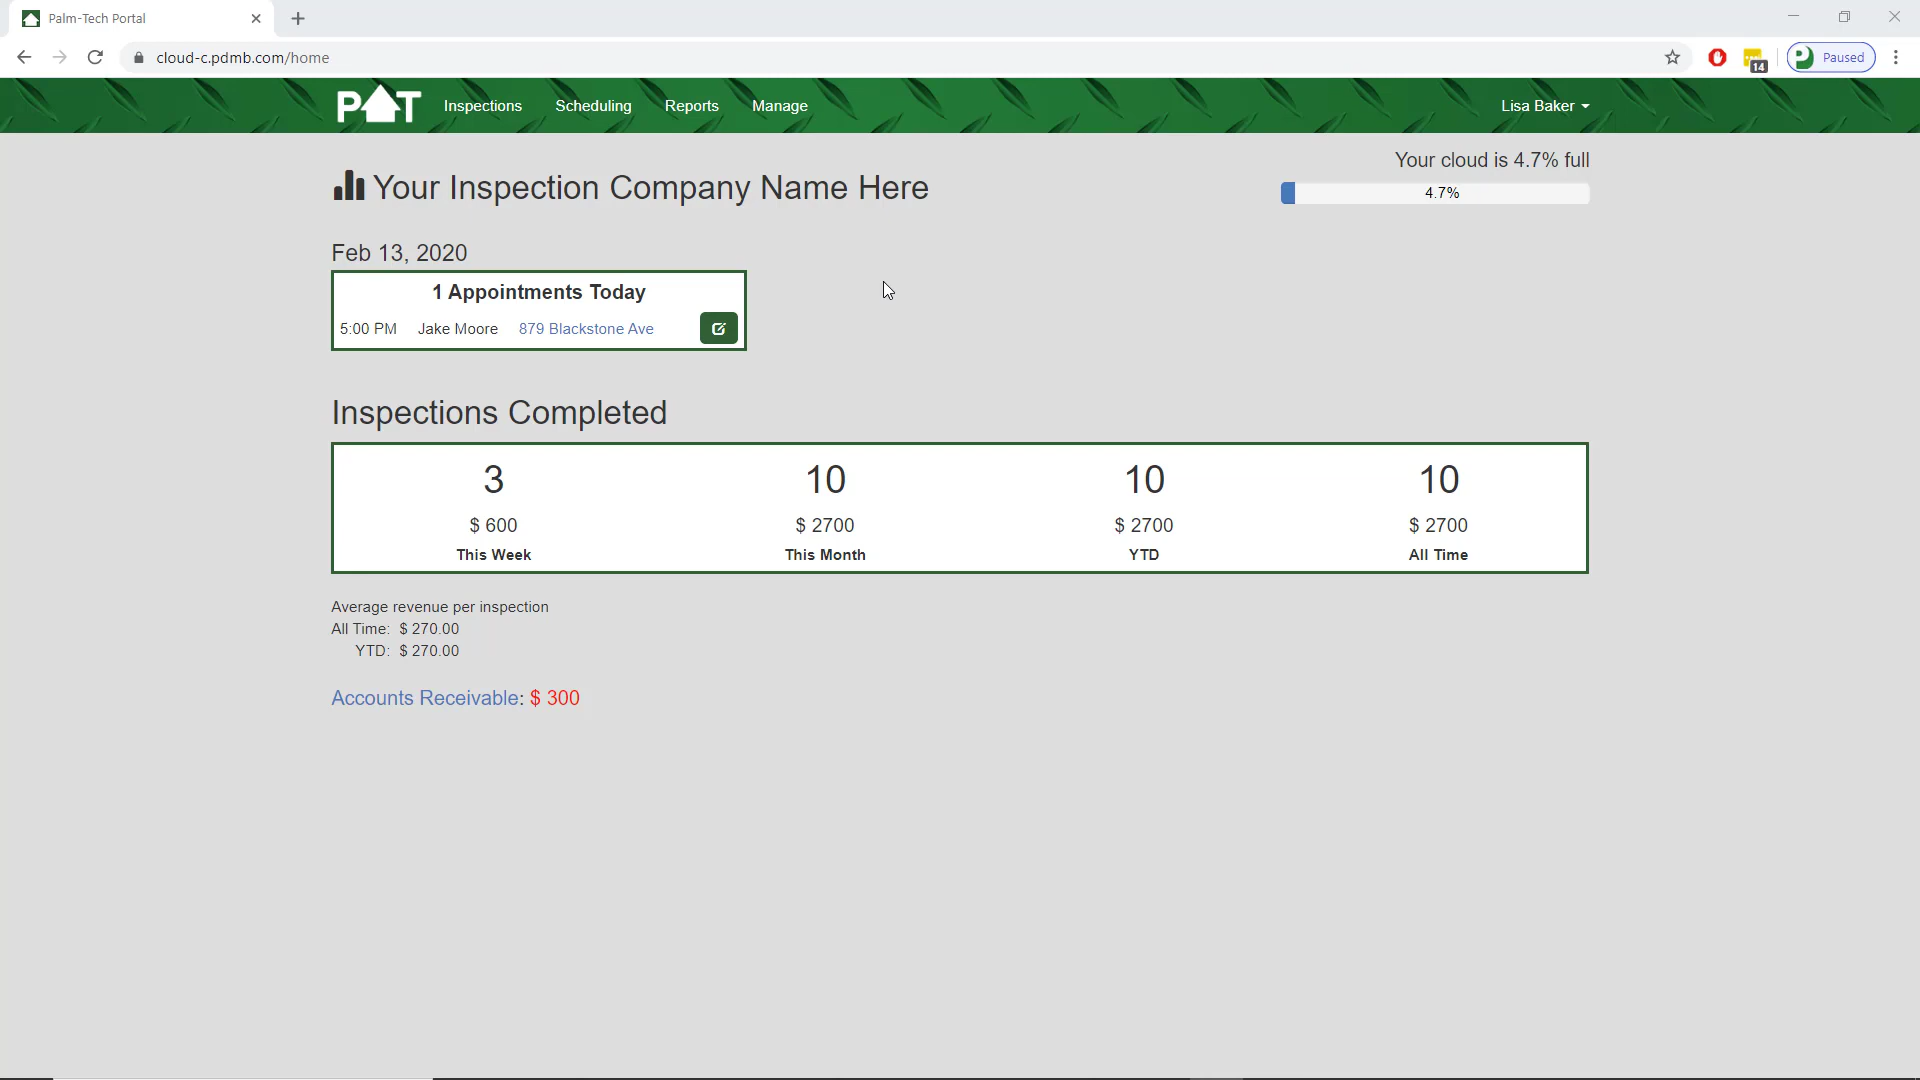 Palm-Tech Portal
cloud-c.pdmb.com/home
14
Paused
PT
Inspections Scheduling Reports Manage
Lisa Baker
Your cloud is 4.7% full
4.7%
Your Inspection Company Name Here
Feb 13, 2020
1 Appointments Today
5:00 PM Jake Moore 879 Blackstone Ave
Inspections Completed
3 10 10 10
$ 600 $ 2700 $ 2700 $ 2700
This Week This Month YTD All Time
Average revenue per inspection
All Time: $ 270.00
YTD: $ 270.00
Accounts Receivable: $ 300